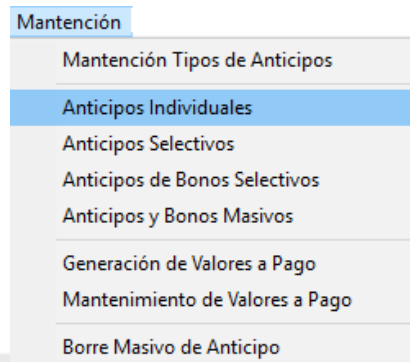 Mantención
Mantención Tipos de Anticipos
Anticipos Individuales
Anticipos Selectivos
Anticipos de Bonos Selectivos
Anticipos y Bonos Masivos
Generación de Valores a Pago
Mantenimiento de Valores a Pago
Borre Masivo de Anticipo